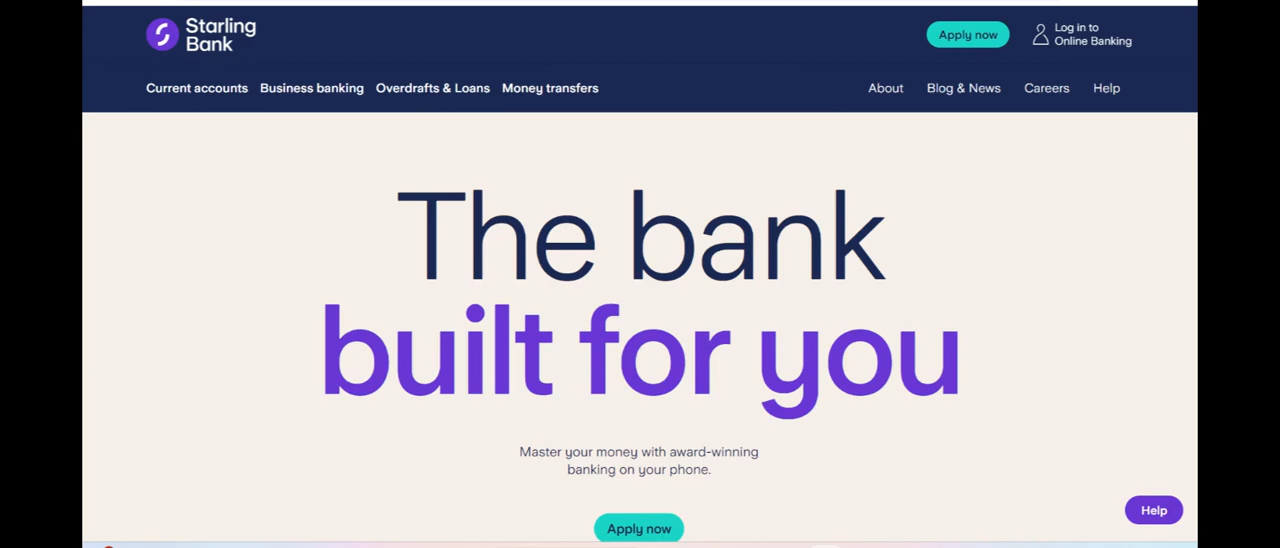 Starling
Bank
Apply now
Log in to
Online Banking
Current accounts Business banking Overdrafts & Loans Money transfers
About Blog & News Careers Help
The bank
built for you
Master your money with award-winning
banking on your phone.
Help
Apply now